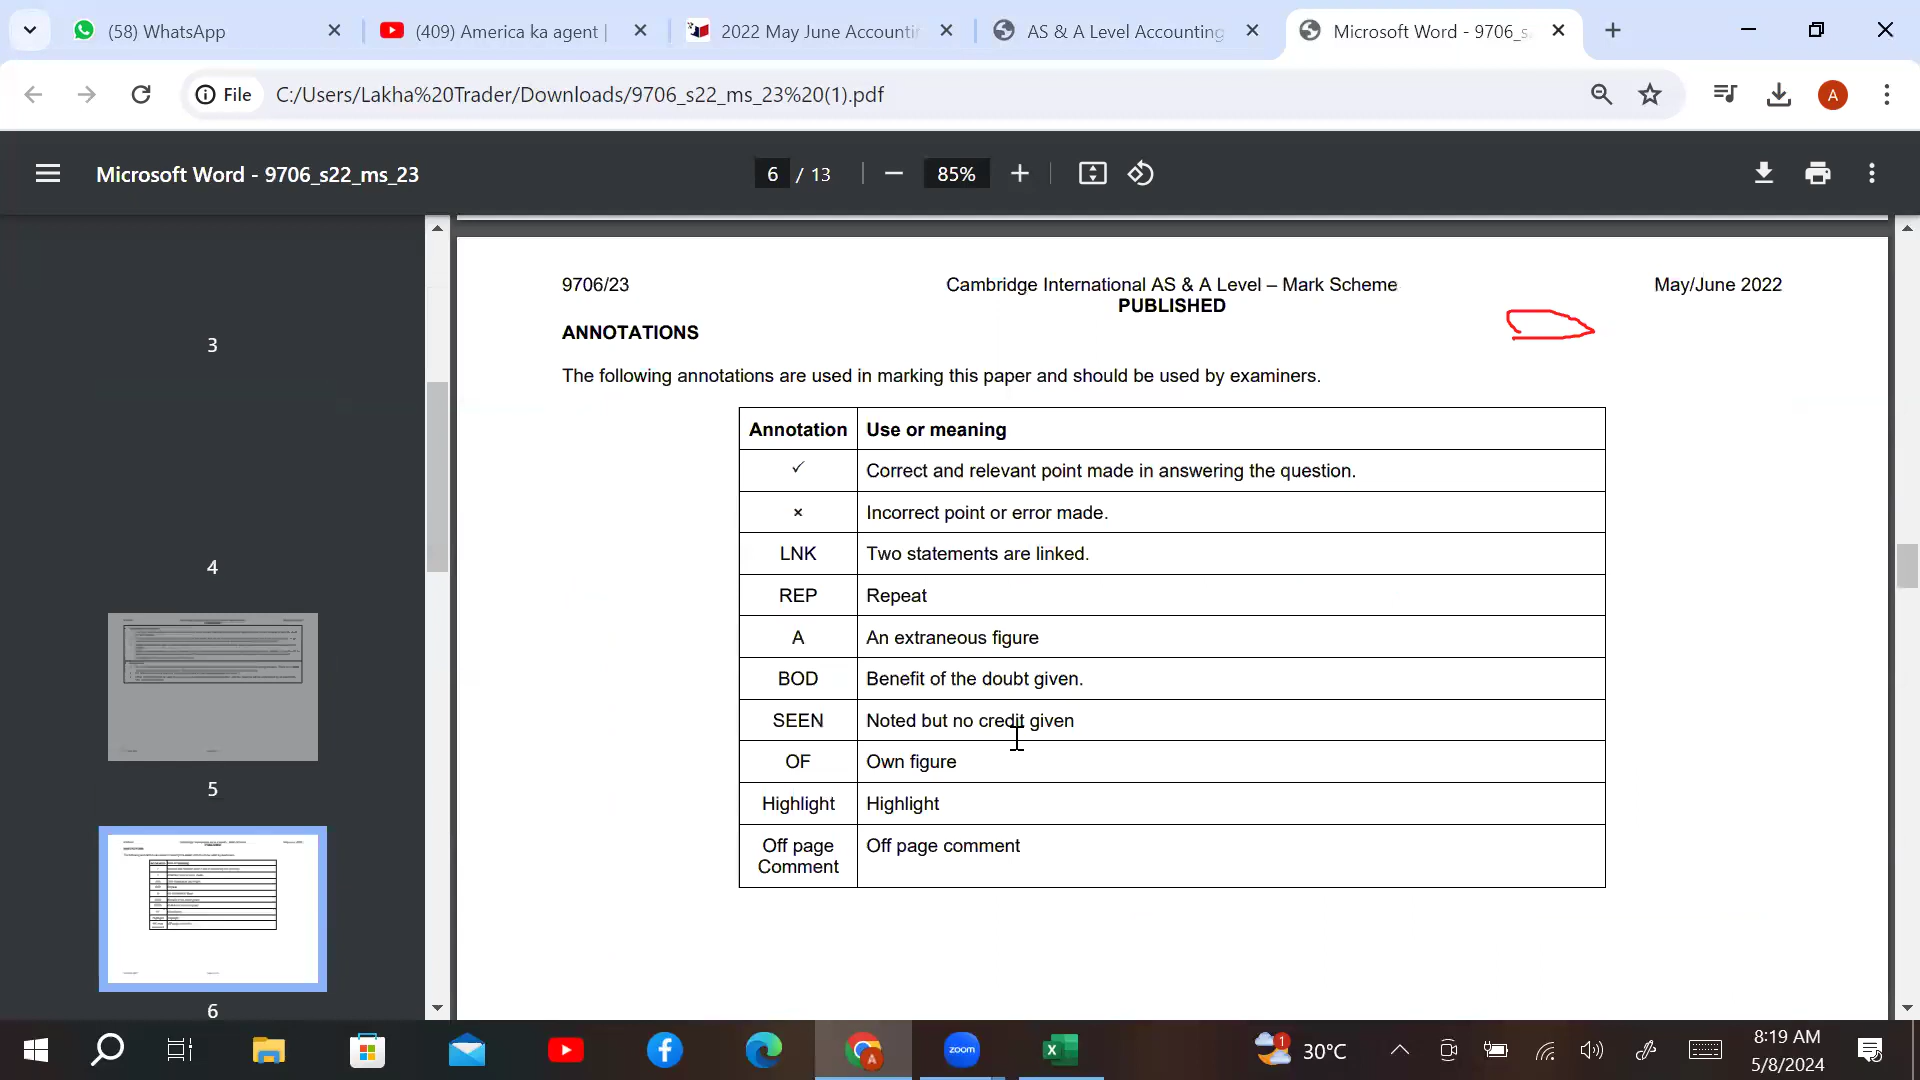 (58) WhatsApp
(409) America ka agent |
2022 May June Accounti
AS & A Level Accounting
Microsoft Word - 9706_s
File
C:/Users/Lakha%20Trader/Downloads/9706_s22_ms_23%20(1).pdf
A
Microsoft Word - 9706_s22_ms_23
6 / 13
85%
3
4
5
6
9706/23
Cambridge International AS & A Level – Mark Scheme
PUBLISHED
May/June 2022
ANNOTATIONS
The following annotations are used in marking this paper and should be used by examiners.
Annotation Use or meaning
✓ Correct and relevant point made in answering the question.
× Incorrect point or error made.
LNK Two statements are linked.
REP Repeat
A An extraneous figure
BOD Benefit of the doubt given.
SEEN Noted but no credit given
OF Own figure
Highlight Highlight
Off page Off page comment
Comment
A
zoom
1
30°C
8:19 AM
5/8/2024